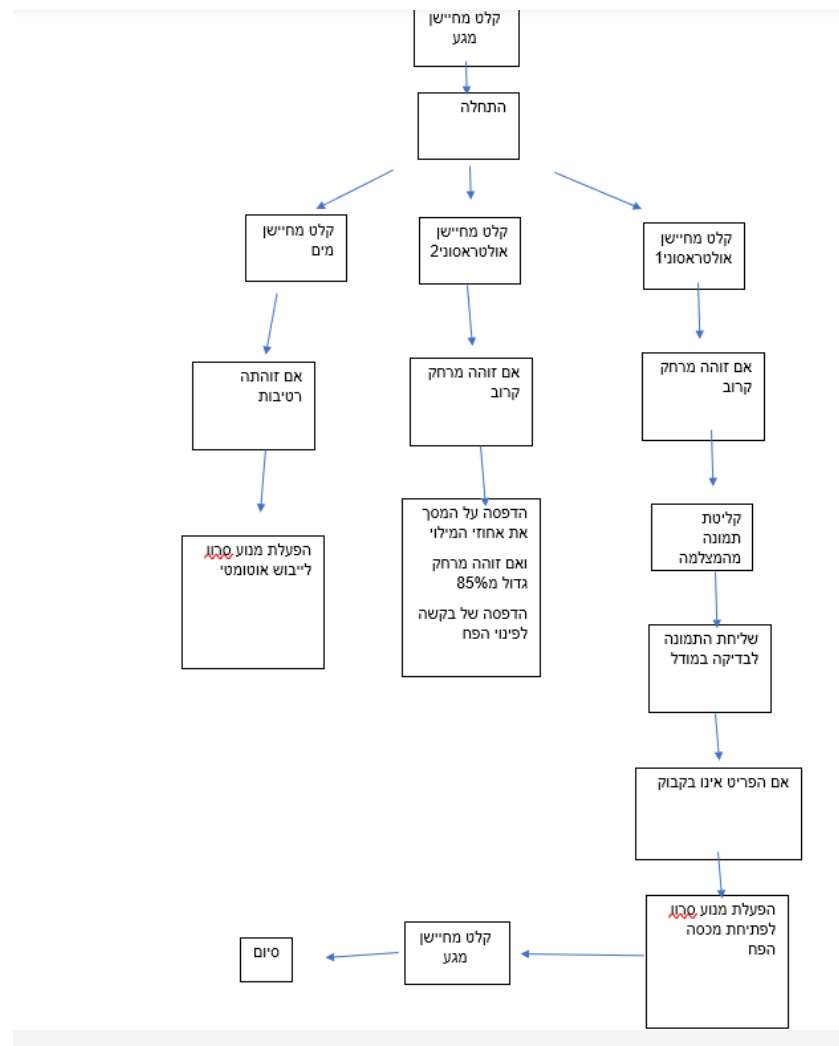 קלט מחיישן
מגע
התחלה
קלט מחיישן
אולטראסוני1
אם זוהה מרחק
קרוב
קליטת
תמונה
מהמצלמה
שליחת התמונה
לבדיקה במודל
אם הפריט אינו בקבוק
הפעלת מנוע סרוו
לפתיחת מכסה
הפח
קלט מחיישן
מגע
סיום
קלט מחיישן
אולטראסוני2
אם זוהה מרחק
קרוב
הדפסה על המסך
את אחוזי המילוי
ואם זוהה מרחק
גדול מ85%
הדפסה של בקשה
לפינוי הפח
קלט מחיישן
מים
אם זוהתה
רטיבות
הפעלת מנוע סרוו
לייבוש אוטומטי